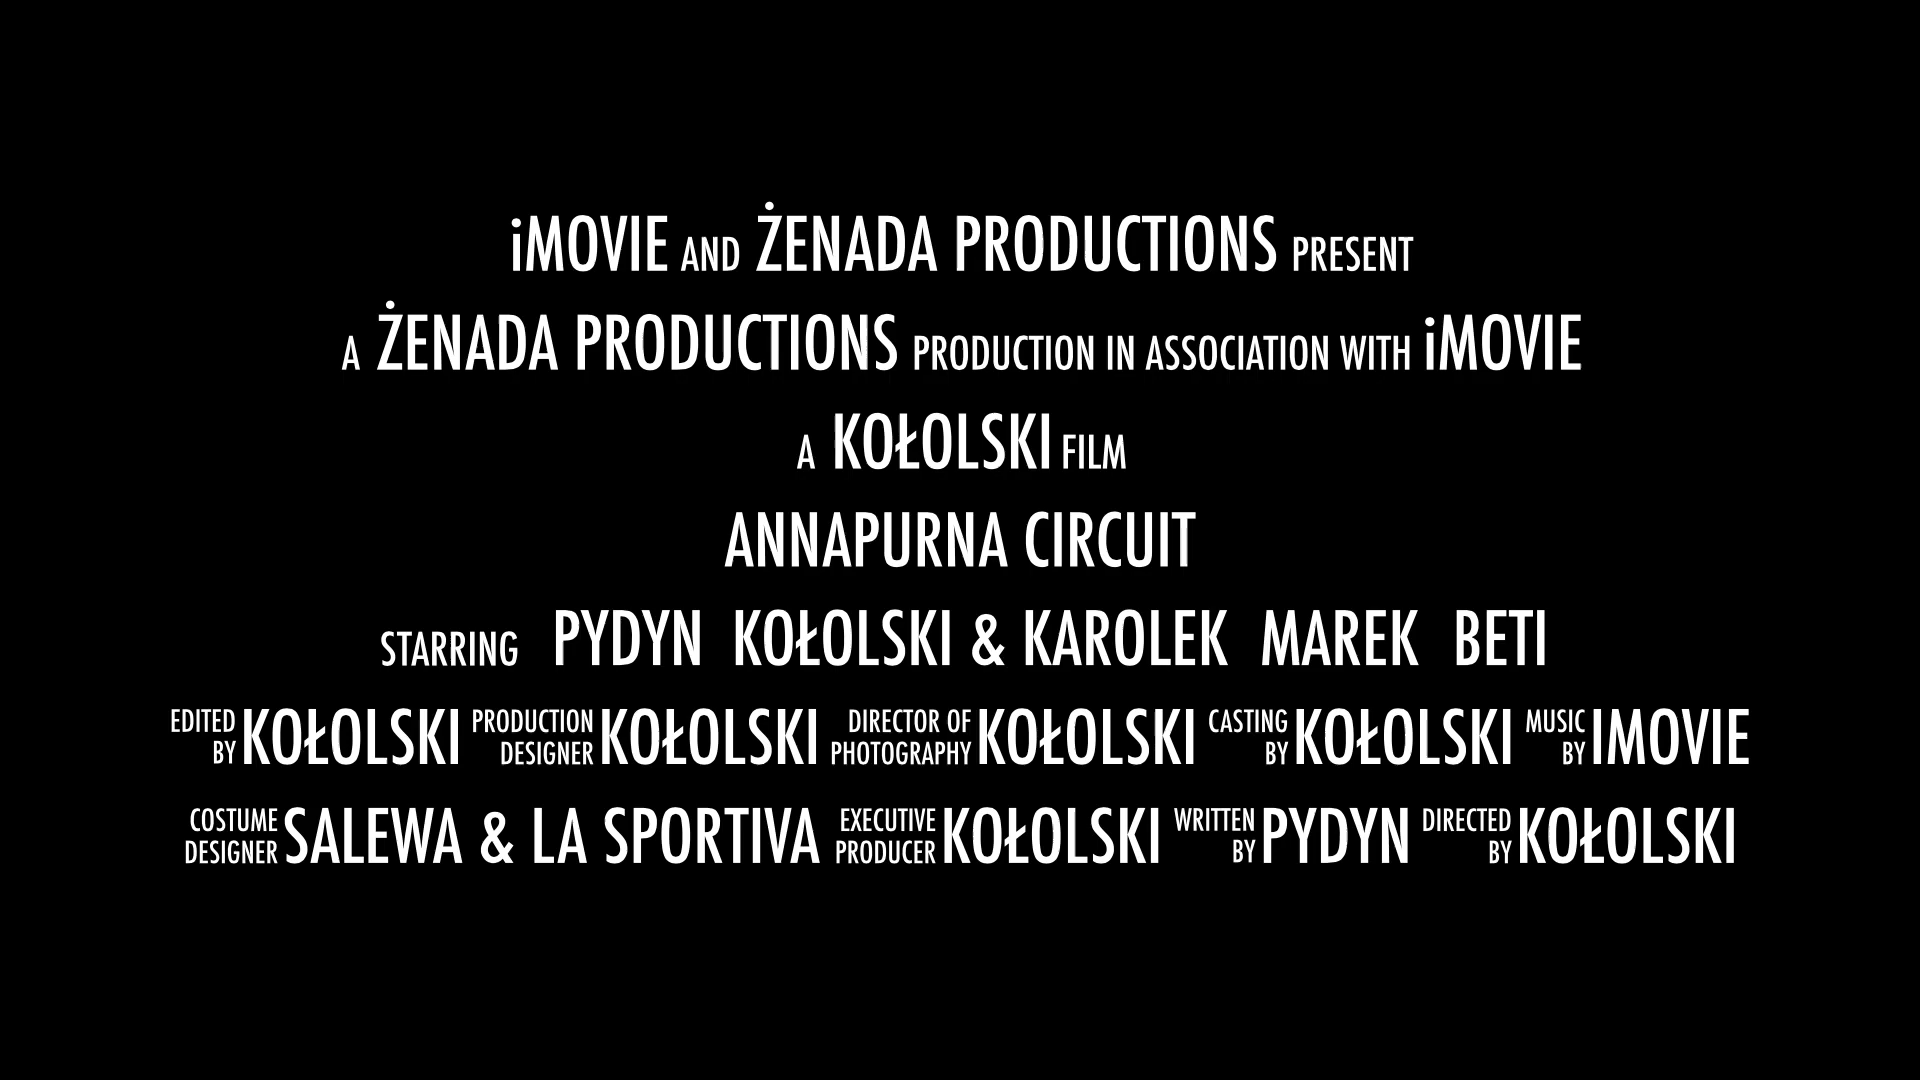 iMOVIE AND ŻENADA PRODUCTIONS PRESENT
A ŻENADA PRODUCTIONS PRODUCTION IN ASSOCIATION WITH iMOVIE
A KOŁOLSKI FILM
ANNAPURNA CIRCUIT
STARRING PYDYN KOŁOLSKI & KAROLEK MAREK BETI
EDITED BY KOŁOLSKI PRODUCTION DESIGNER KOŁOLSKI DIRECTOR OF PHOTOGRAPHY KOŁOLSKI CASTING BY KOŁOLSKI MUSIC BY IMOVIE
COSTUME DESIGNER SALEWA & LA SPORTIVA EXECUTIVE PRODUCER KOŁOLSKI WRITTEN BY PYDYN DIRECTED BY KOŁOLSKI